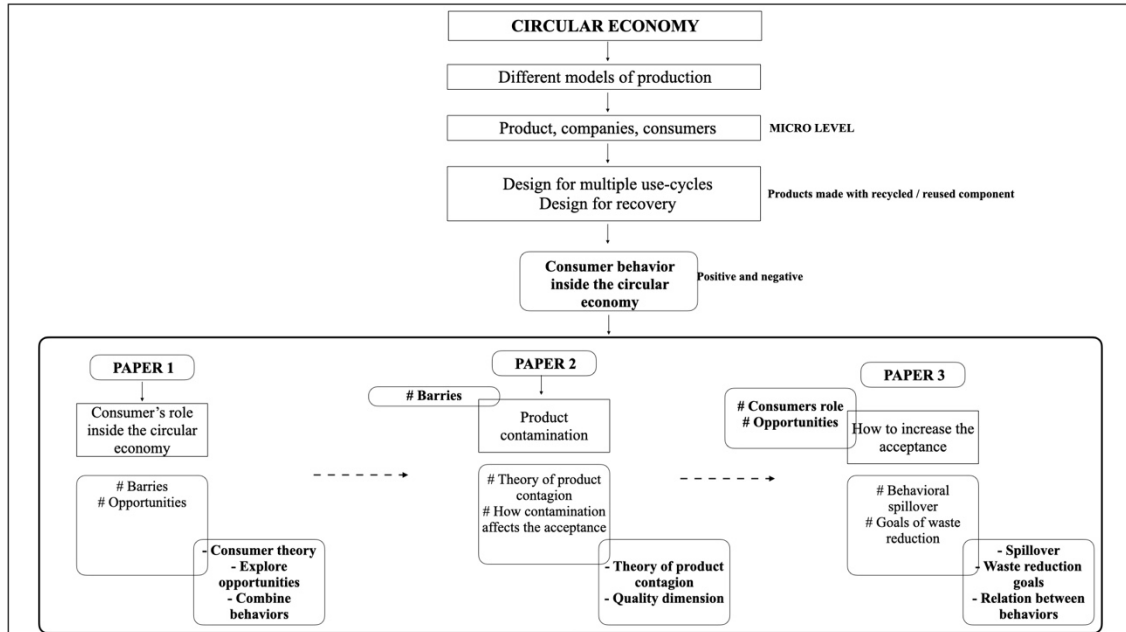 CIRCULAR ECONOMY
Different models of production
Product, companies, consumers
MICRO LEVEL
Design for multiple use-cycles
Design for recovery
Products made with recycled / reused component
Consumer behavior
inside the circular
economy
Positive and negative
PAPER 1
Consumer's role
inside the circular
economy
# Barries
# Opportunities
- Consumer theory
- Explore
opportunities
- Combine
behaviors
PAPER 2
# Barries
Product
contamination
# Theory of product
contagion
# How contamination
affects the acceptance
- Theory of product
contagion
- Quality dimension
PAPER 3
# Consumers role
# Opportunities
How to increase the
acceptance
# Behavioral
spillover
# Goals of waste
reduction
- Spillover
- Waste reduction
goals
- Relation between
behaviors